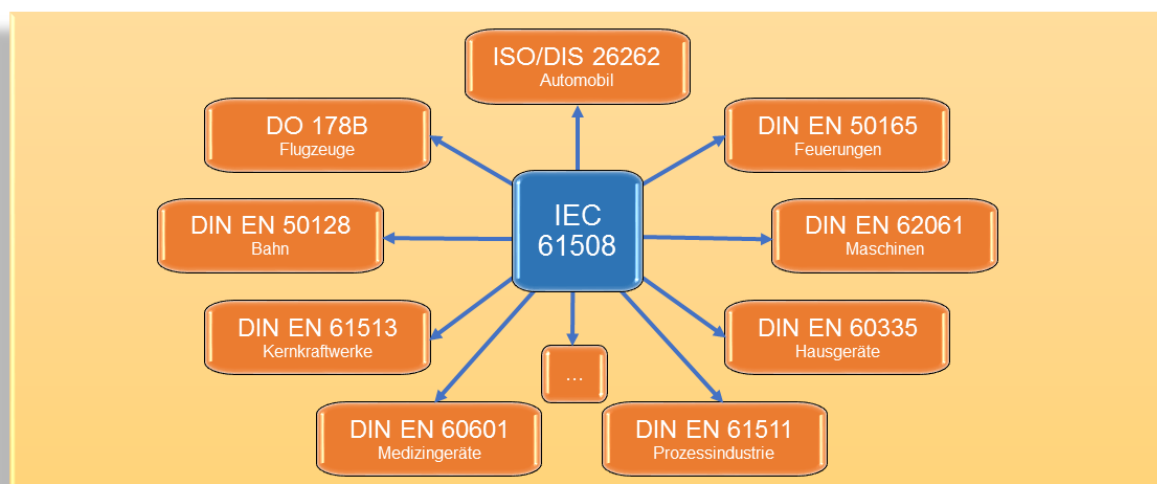 ISO/DIS 26262
Automobil
DO 178B
Flugzeuge
DIN EN 50165
Feuerungen
IEC
61508
DIN EN 50128
Bahn
DIN EN 62061
Maschinen
DIN EN 61513
Kernkraftwerke
DIN EN 60335
Hausgeräte
...
DIN EN 60601
Medizingeräte
DIN EN 61511
Prozessindustrie